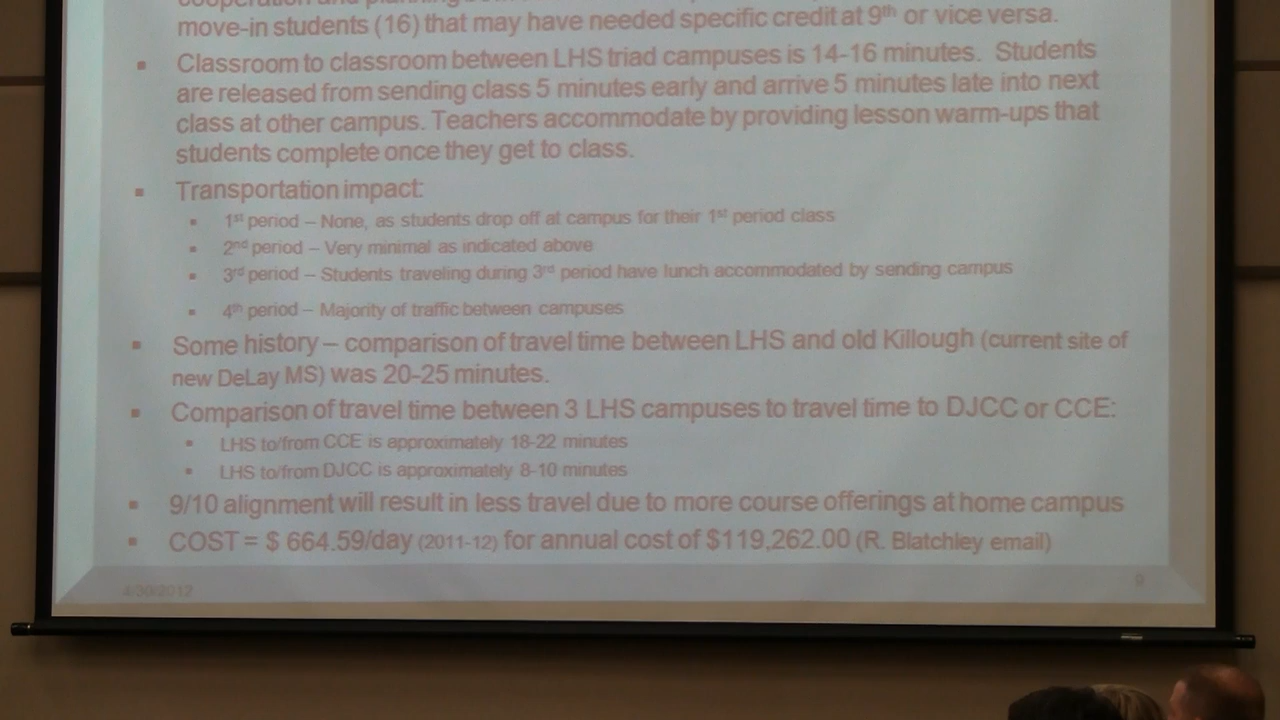 cooperation and planning
move-in students (16) that may have needed specific credit at 9th or vice versa.
▪ Classroom to classroom between LHS triad campuses is 14-16 minutes. Students
are released from sending class 5 minutes early and arrive 5 minutes late into next
class at other campus. Teachers accommodate by providing lesson warm-ups that
students complete once they get to class.
▪ Transportation impact:
▪ 1st period – None, as students drop off at campus for their 1st period class
▪ 2nd period – Very minimal as indicated above
▪ 3rd period – Students traveling during 3rd period have lunch accommodated by sending campus
▪ 4th period – Majority of traffic between campuses
▪ Some history – comparison of travel time between LHS and old Killough (current site of
new DeLay MS) was 20-25 minutes.
▪ Comparison of travel time between 3 LHS campuses to travel time to DJCC or CCE:
▪ LHS to/from CCE is approximately 18-22 minutes
▪ LHS to/from DJCC is approximately 8-10 minutes
▪ 9/10 alignment will result in less travel due to more course offerings at home campus
▪ COST = $ 664.59/day (2011-12) for annual cost of $119,262.00 (R. Blatchley email)
4/30/2012 9